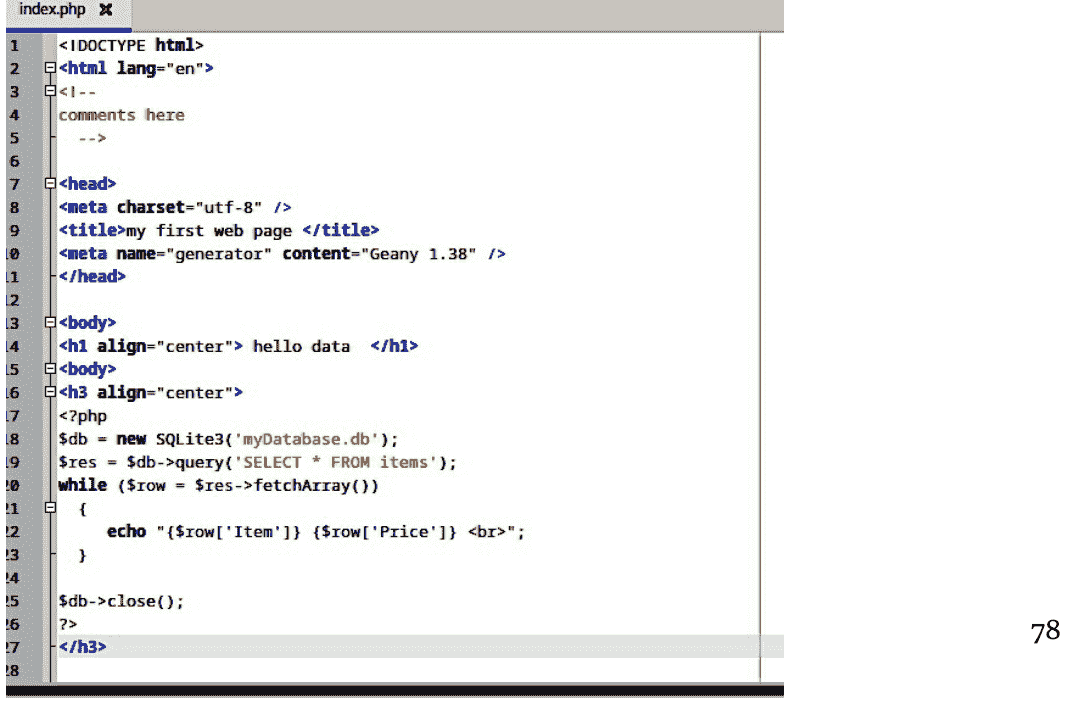 index.php ✖
1 <!DOCTYPE html>
2 <html lang="en">
3 <!--
4 comments here
5 -->
6
7 <head>
8 <meta charset="utf-8" />
9 <title>my first web page </title>
10 <meta name="generator" content="Geany 1.38" />
11 </head>
12
13 <body>
14 <h1 align="center"> hello data  </h1>
15 <body>
16 <h3 align="center">
17 <?php
18 $db = new SQLite3('myDatabase.db');
19 $res = $db->query('SELECT * FROM items');
20 while ($row = $res->fetchArray())
21 {
22 echo "{$row['Item']} {$row['Price']} <br>";
23 }
24
25 $db->close();
26 ?>
27 </h3>
28
78